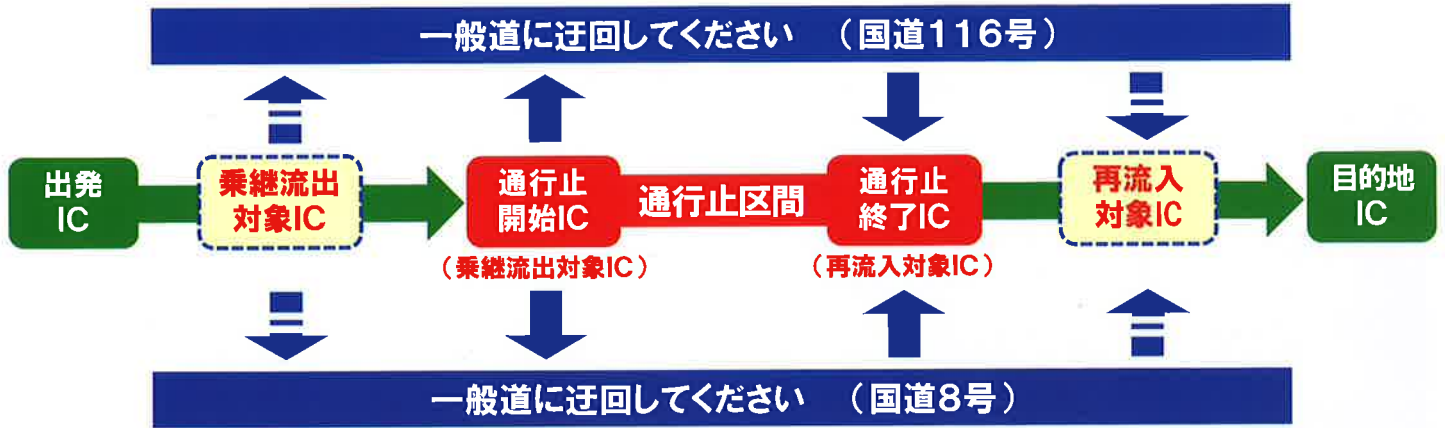 一般道に迂回してください （国道116号）
出発
IC
乗継流出
対象IC
通行止
開始IC
（乗継流出対象IC）
通行止区間
通行止
終了IC
（再流入対象IC）
再流入
対象IC
目的地
IC
一般道に迂回してください （国道8号）